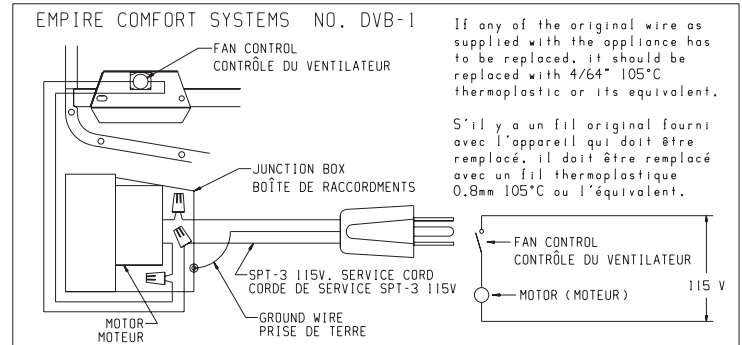 EMPIRE COMFORT SYSTEMS NO. DVB-1
FAN CONTROL
CONTRÔLE DU VENTILATEUR
If any of the original wire as
supplied with the appliance has
to be replaced, it should be
replaced with 4/64" 105°C
thermoplastic or its equivalent.
S'il y a un fil original fourni
avec l'appareil qui doit être
remplacé, il doit être remplacé
avec un fil thermoplastique
0.8mm 105°C ou l'équivalent.
JUNCTION BOX
BOÎTE DE RACCORDMENTS
SPT-3 115V. SERVICE CORD
CORDE DE SERVICE SPT-3 115V
GROUND WIRE
PRISE DE TERRE
MOTOR
MOTEUR
FAN CONTROL
CONTRÔLE DU VENTILATEUR
115 V
MOTOR (MOTEUR)